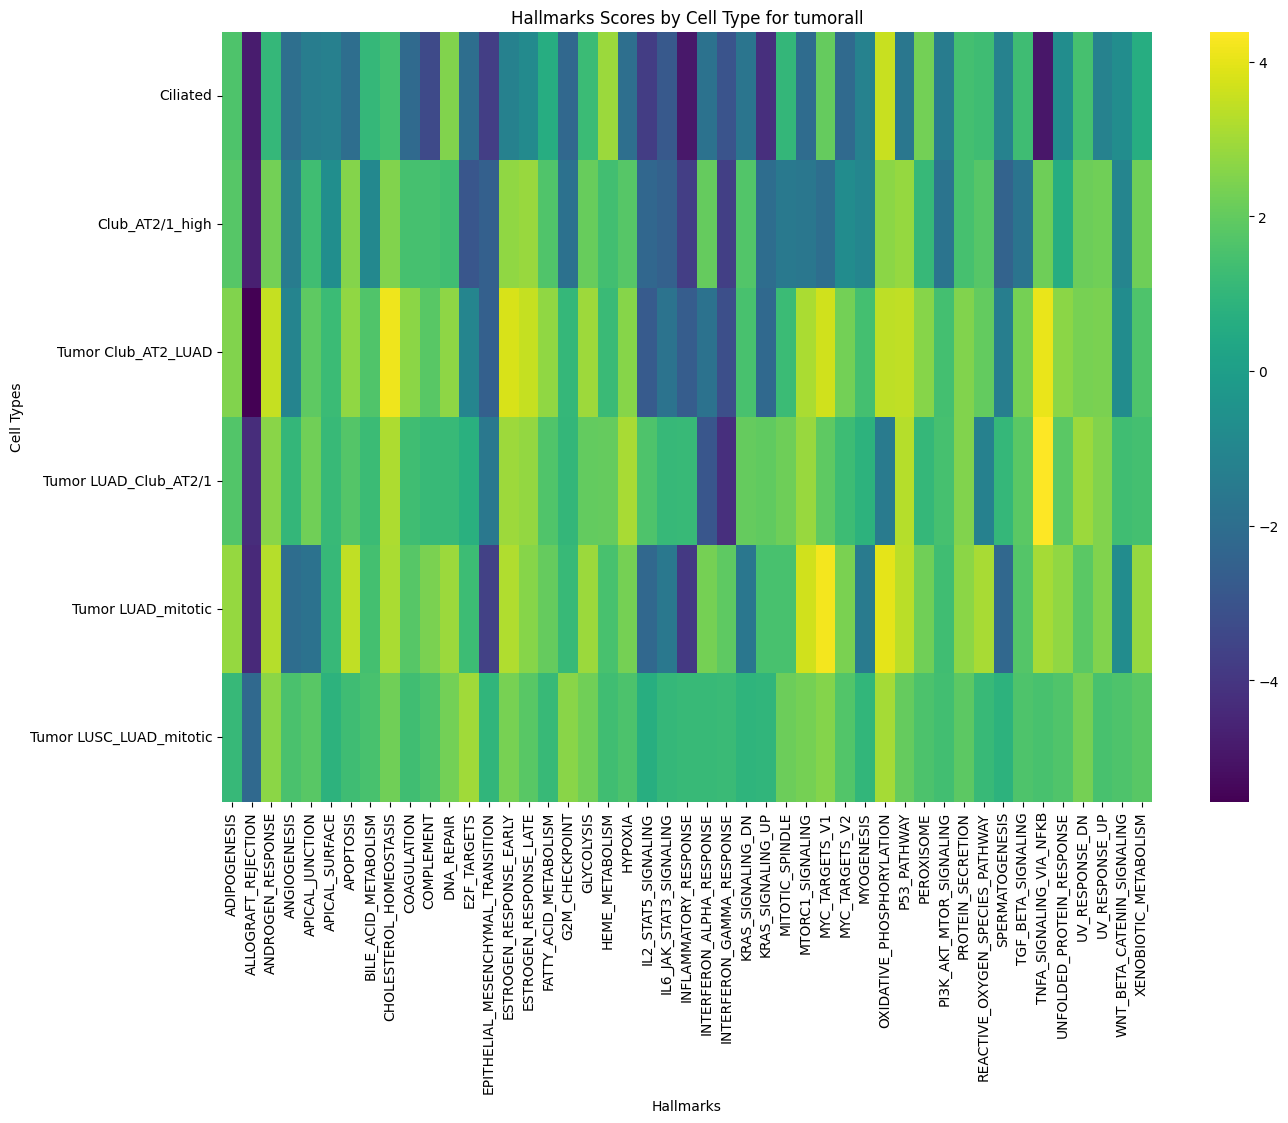 Hallmarks Scores by Cell Type for tumorall
Cell Types
Ciliated
Club_AT2/1_high
Tumor Club_AT2_LUAD
Tumor LUAD_Club_AT2/1
Tumor LUAD_mitotic
Tumor LUSC_LUAD_mitotic
4
2
0
−2
−4
ADIPOGENESIS
ALLOGRAFT_REJECTION
ANDROGEN_RESPONSE
ANGIOGENESIS
APICAL_JUNCTION
APICAL_SURFACE
APOPTOSIS
BILE_ACID_METABOLISM
CHOLESTEROL_HOMEOSTASIS
COAGULATION
COMPLEMENT
DNA_REPAIR
E2F_TARGETS
EPITHELIAL_MESENCHYMAL_TRANSITION
ESTROGEN_RESPONSE_EARLY
ESTROGEN_RESPONSE_LATE
FATTY_ACID_METABOLISM
G2M_CHECKPOINT
GLYCOLYSIS
HEME_METABOLISM
HYPOXIA
IL2_STAT5_SIGNALING
IL6_JAK_STAT3_SIGNALING
INFLAMMATORY_RESPONSE
INTERFERON_ALPHA_RESPONSE
INTERFERON_GAMMA_RESPONSE
KRAS_SIGNALING_DN
KRAS_SIGNALING_UP
MITOTIC_SPINDLE
MTORC1_SIGNALING
MYC_TARGETS_V1
MYC_TARGETS_V2
MYOGENESIS
OXIDATIVE_PHOSPHORYLATION
P53_PATHWAY
PEROXISOME
PI3K_AKT_MTOR_SIGNALING
PROTEIN_SECRETION
REACTIVE_OXYGEN_SPECIES_PATHWAY
SPERMATOGENESIS
TGF_BETA_SIGNALING
TNFA_SIGNALING_VIA_NFKB
UNFOLDED_PROTEIN_RESPONSE
UV_RESPONSE_DN
UV_RESPONSE_UP
WNT_BETA_CATENIN_SIGNALING
XENOBIOTIC_METABOLISM
Hallmarks